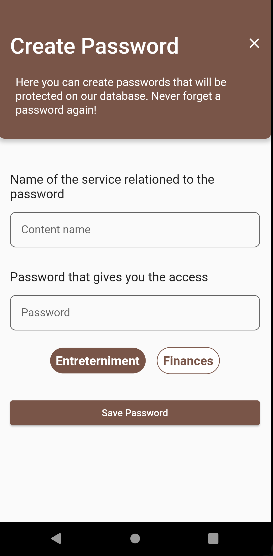 Create Password
Here you can create passwords that will be
protected on our database. Never forget a
password again!
Name of the service relationed to the
password
Content name
Password that gives you the access
Password
Entreterniment
Finances
Save Password